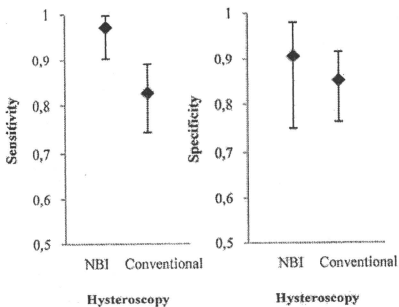 1
0,9
0,8
0,7
0,6
0,5
Sensitivity
NBI Conventional
Hysteroscopy
1
0,9
0,8
0,7
0,6
0,5
Specificity
NBI Conventional
Hysteroscopy